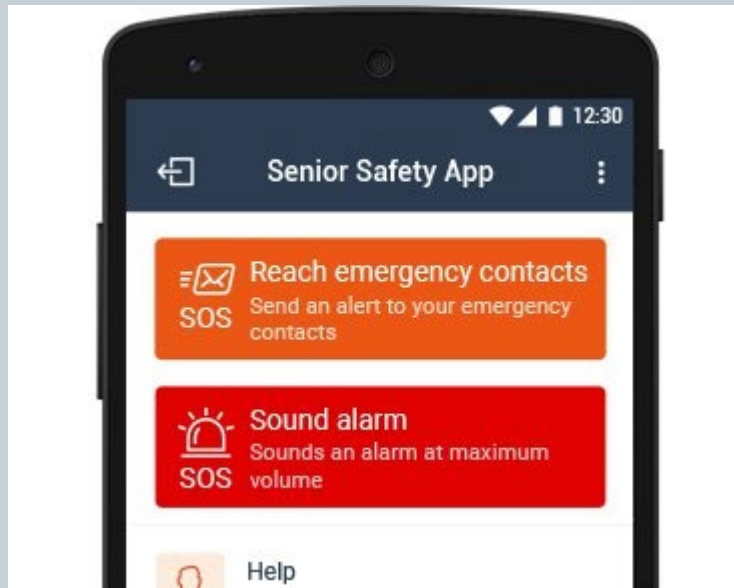 12:30
Senior Safety App
Reach emergency contacts
SOS
Send an alert to your emergency
contacts
Sound alarm
Sounds an alarm at maximum
SOS
volume
Help